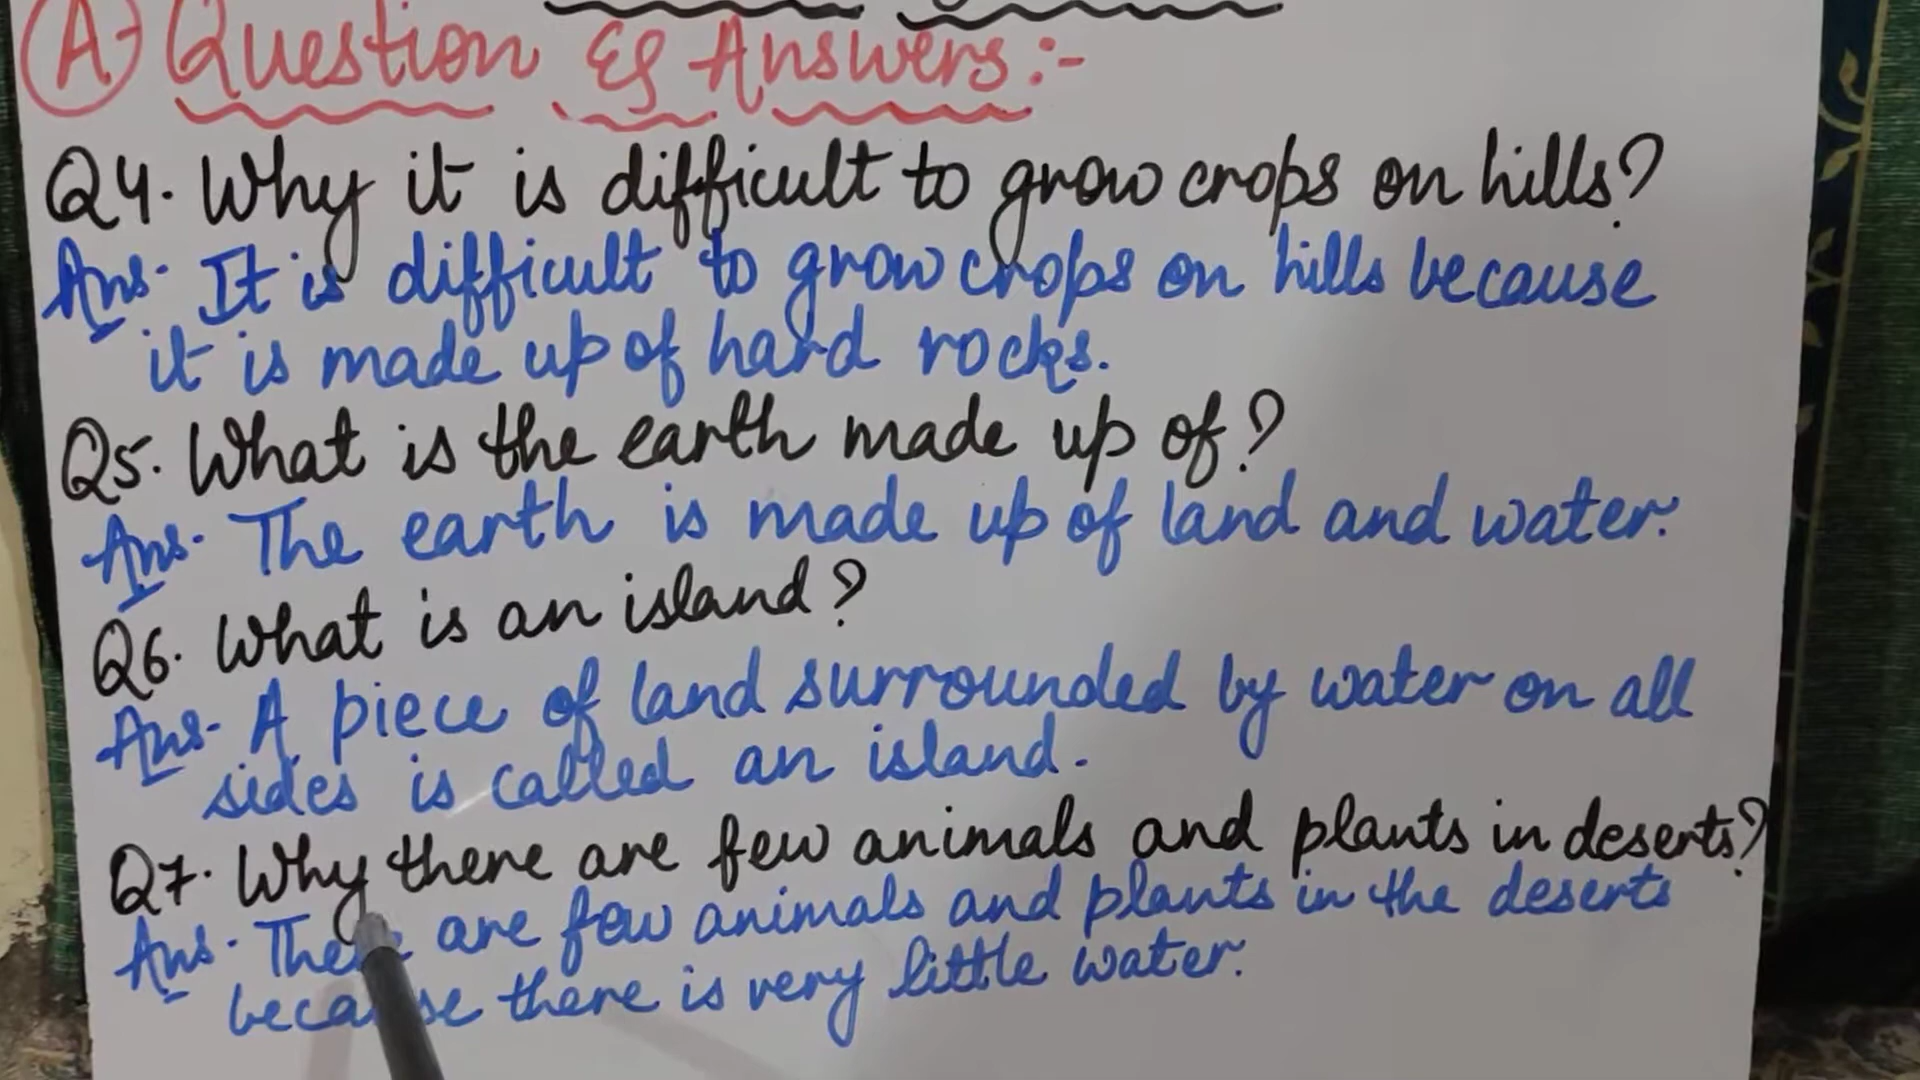 A) Question & Answers:-
Q4. Why it is difficult to grow crops on hills?
Ans. It is difficult to grow crops on hills because
it is made up of hard rocks.
Q5. What is the earth made up of?
Ans. The earth is made up of land and water.
Q6. What is an island?
Ans. A piece of land surrounded by water on all
sides is called an island.
Q7. Why there are few animals and plants in deserts?
Ans. There are few animals and plants in the deserts
because there is very little water.